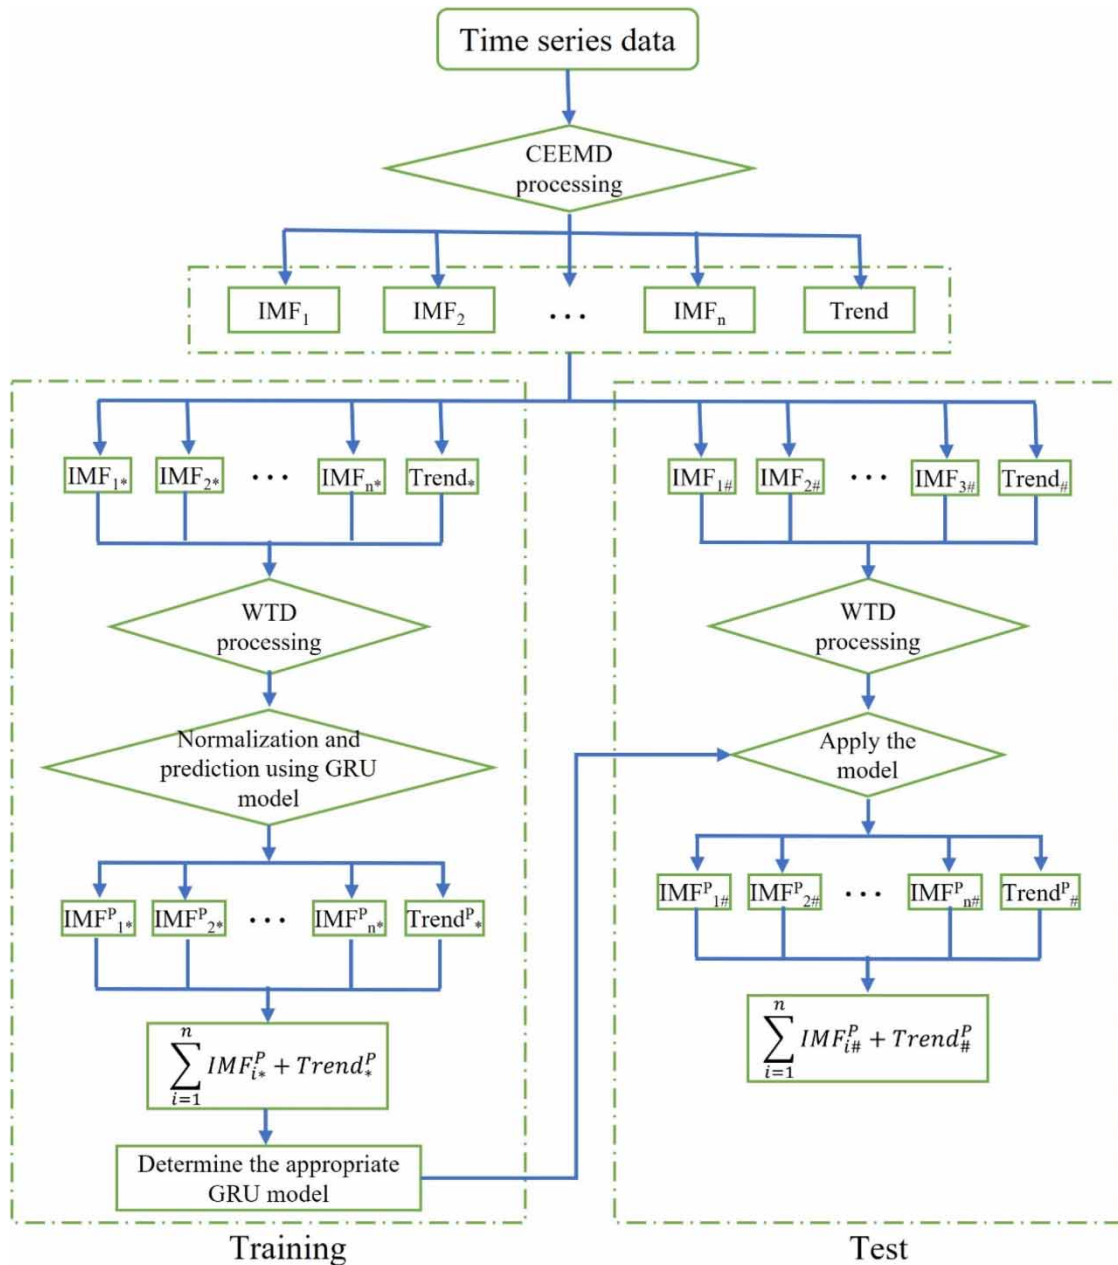 Time series data
CEEMD
processing
IMF₁ IMF₂ ... IMFₙ Trend
IMF₁* IMF₂* ... IMFₙ* Trend*
IMF₁# IMF₂# ... IMF₃# Trend#
WTD
processing
WTD
processing
Normalization and
prediction using GRU
model
Apply the
model
IMFᴾ₁* IMFᴾ₂* ... IMFᴾₙ* Trendᴾ*
IMFᴾ₁# IMFᴾ₂# ... IMFᴾₙ# Trendᴾ#
∑ⁿᵢ₌₁ IMFᴾᵢ* + Trendᴾ*
∑ⁿᵢ₌₁ IMFᴾᵢ# + Trendᴾ#
Determine the appropriate
GRU model
Training
Test